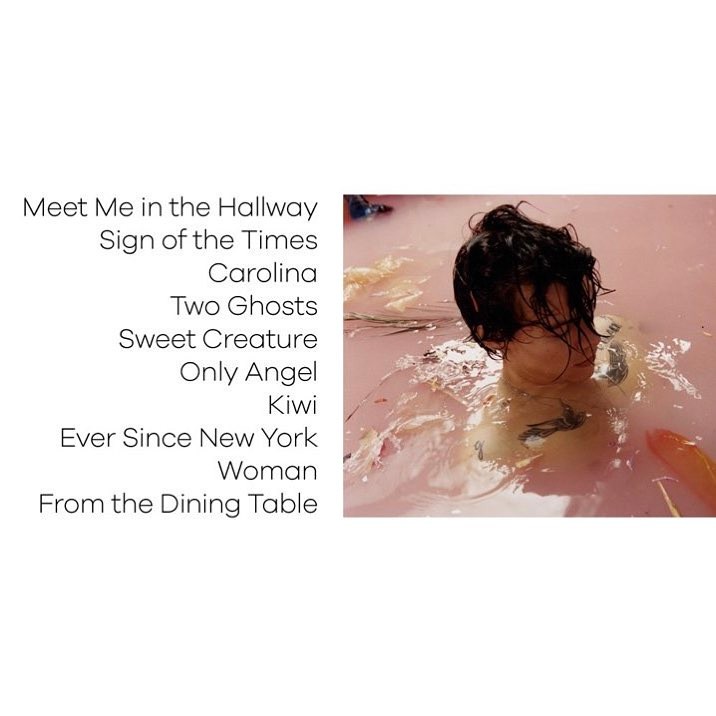 Meet Me in the Hallway
Sign of the Times
Carolina
Two Ghosts
Sweet Creature
Only Angel
Kiwi
Ever Since New York
Woman
From the Dining Table